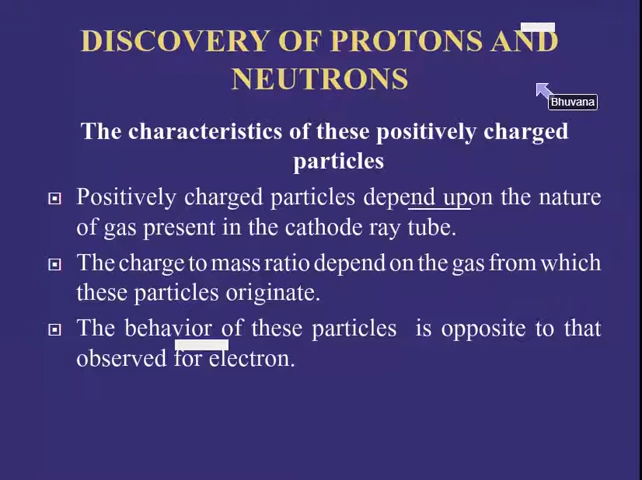 DISCOVERY OF PROTONS AND
NEUTRONS
Bhuvana
The characteristics of these positively charged
particles
Positively charged particles depend upon the nature
of gas present in the cathode ray tube.
The charge to mass ratio depend on the gas from which
these particles originate.
The behavior of these particles is opposite to that
observed for electron.